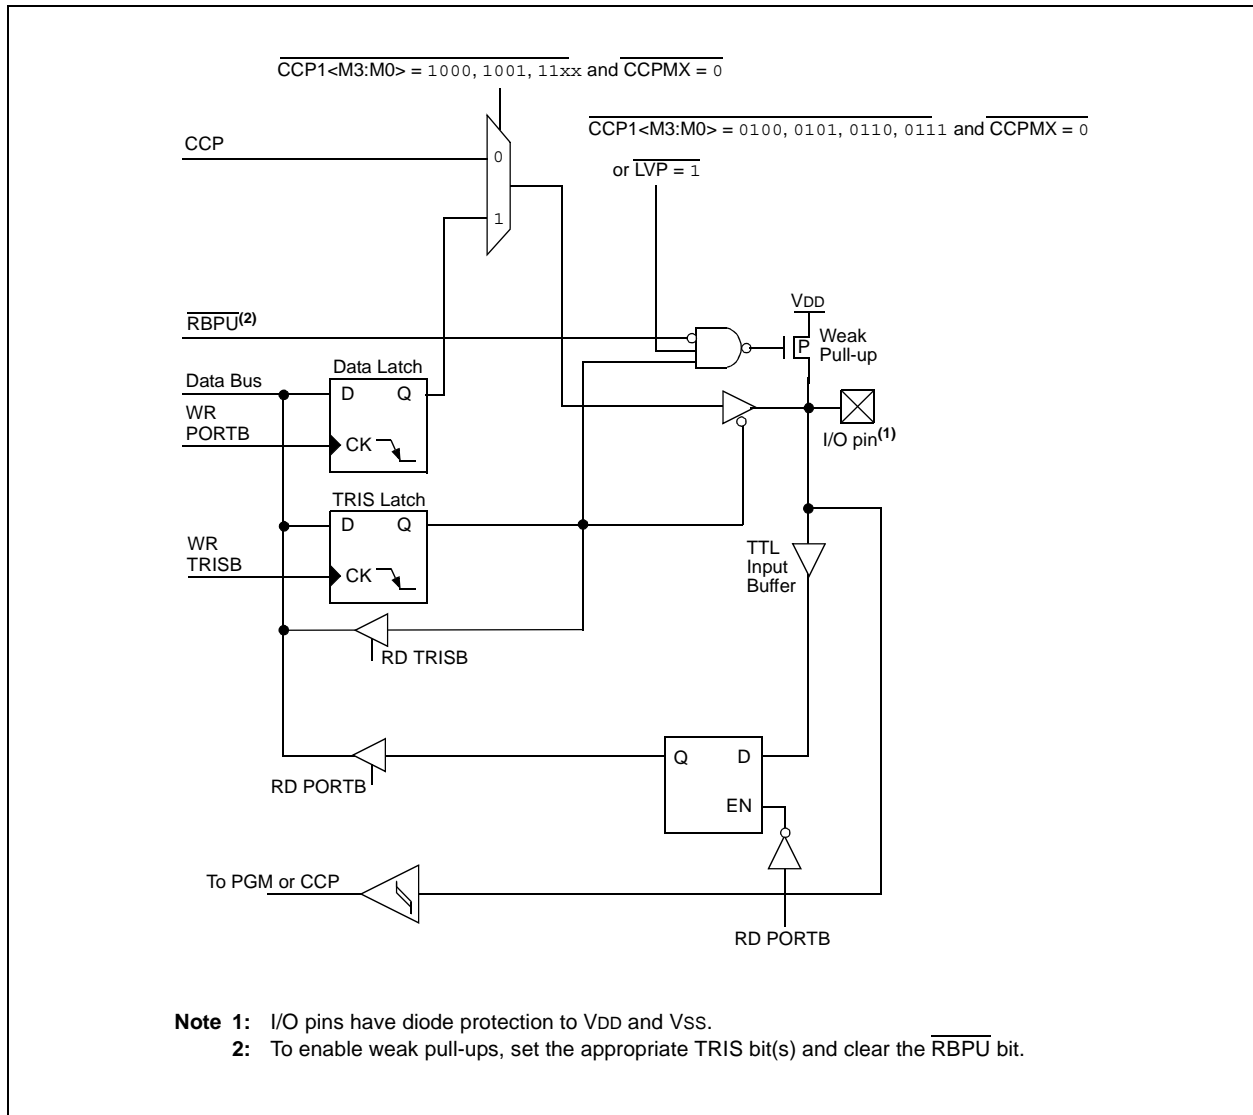 CCP1<M3:M0> = 1000, 1001, 11xx and CCPMX = 0
CCP1<M3:M0> = 0100, 0101, 0110, 0111 and CCPMX = 0
or LVP = 1
CCP
0
1
RBPU(2)
VDD
P
Weak
Pull-up
Data Bus
WR
PORTB
Data Latch
D Q
CK
I/O pin(1)
TRIS Latch
D Q
CK
WR
TRISB
TTL
Input
Buffer
RD TRISB
Q D
EN
RD PORTB
To PGM or CCP
RD PORTB
Note 1: I/O pins have diode protection to VDD and VSS.
2: To enable weak pull-ups, set the appropriate TRIS bit(s) and clear the RBPU bit.